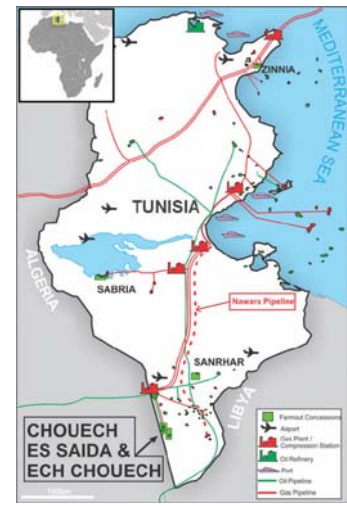 ZINNIA
MEDITERRANEAN SEA
TUNISIA
ALGERIA
SABRIA
Nawara Pipeline
SANRHAR
LIBYA
CHOUECH
ES SAIDA &
ECH CHOUECH
100km
Farmout Concessions
Airport
Gas Plant /
Compression Station
Oil Refinery
Port
Oil Pipeline
Gas Pipeline